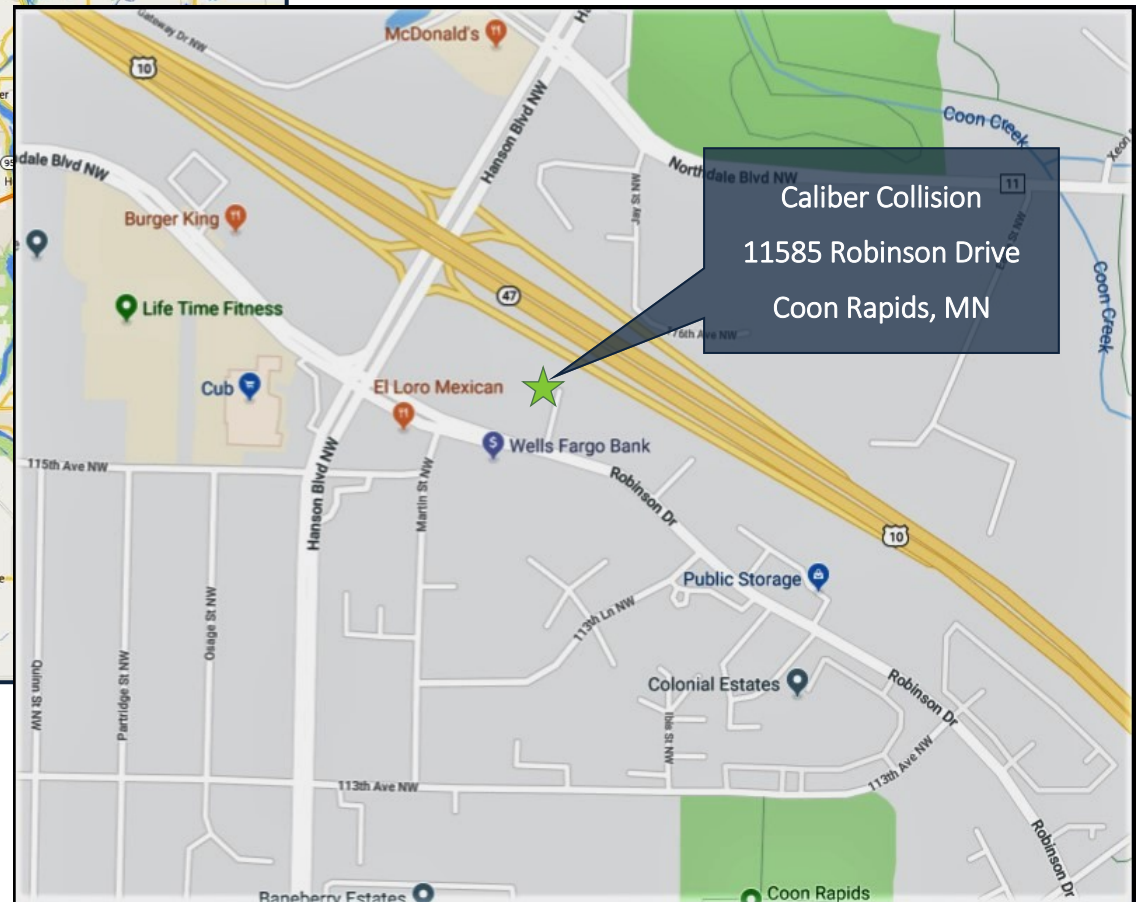 Gateway Dr NW
McDonald's
10
Hanson Blvd NW
Coon Creek
95
dale Blvd NW
Northdale Blvd NW
11
Caliber Collision
11585 Robinson Drive
Coon Rapids, MN
Jay St NW
Burger King
Coon Creek
47
Life Time Fitness
Cub
El Loro Mexican
Wells Fargo Bank
115th Ave NW
Hanson Blvd NW
Martin St NW
Robinson Dr
10
Public Storage
Osage St NW
113th Ln NW
Quinn St NW
Partridge St NW
Colonial Estates
Ibis St NW
Robinson Dr
113th Ave NW
113th Ave NW
Robinson Dr
Baneberry Estates
Coon Rapids